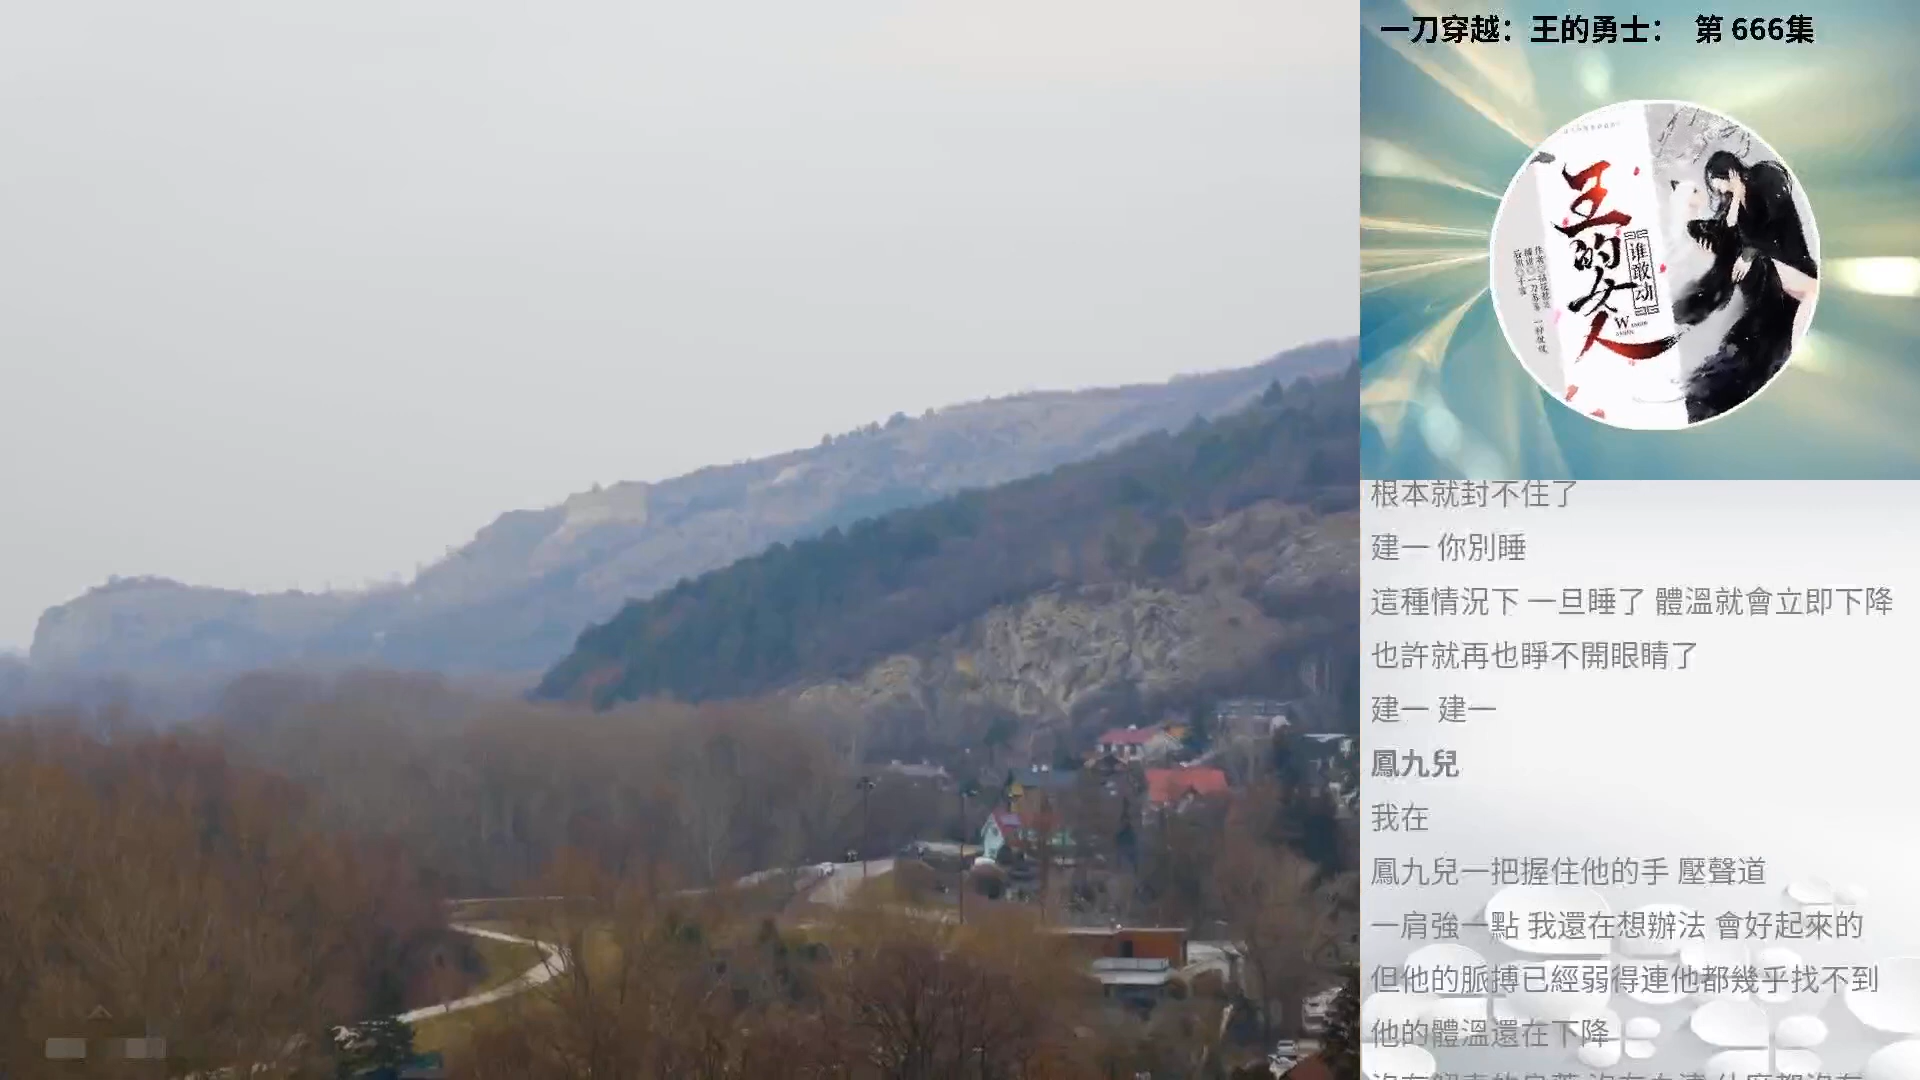 一刀穿越：王的勇士： 第 666集
王的女人
谁敢动
W
根本就封不住了
建一 你別睡
這種情況下 一旦睡了 體溫就會立即下降
也許就再也睜不開眼睛了
建一 建一
鳳九兒
我在
鳳九兒一把握住他的手 壓聲道
一肩強一點 我還在想辦法 會好起來的
但他的脈搏已經弱得連他都幾乎找不到
他的體溫還在下降